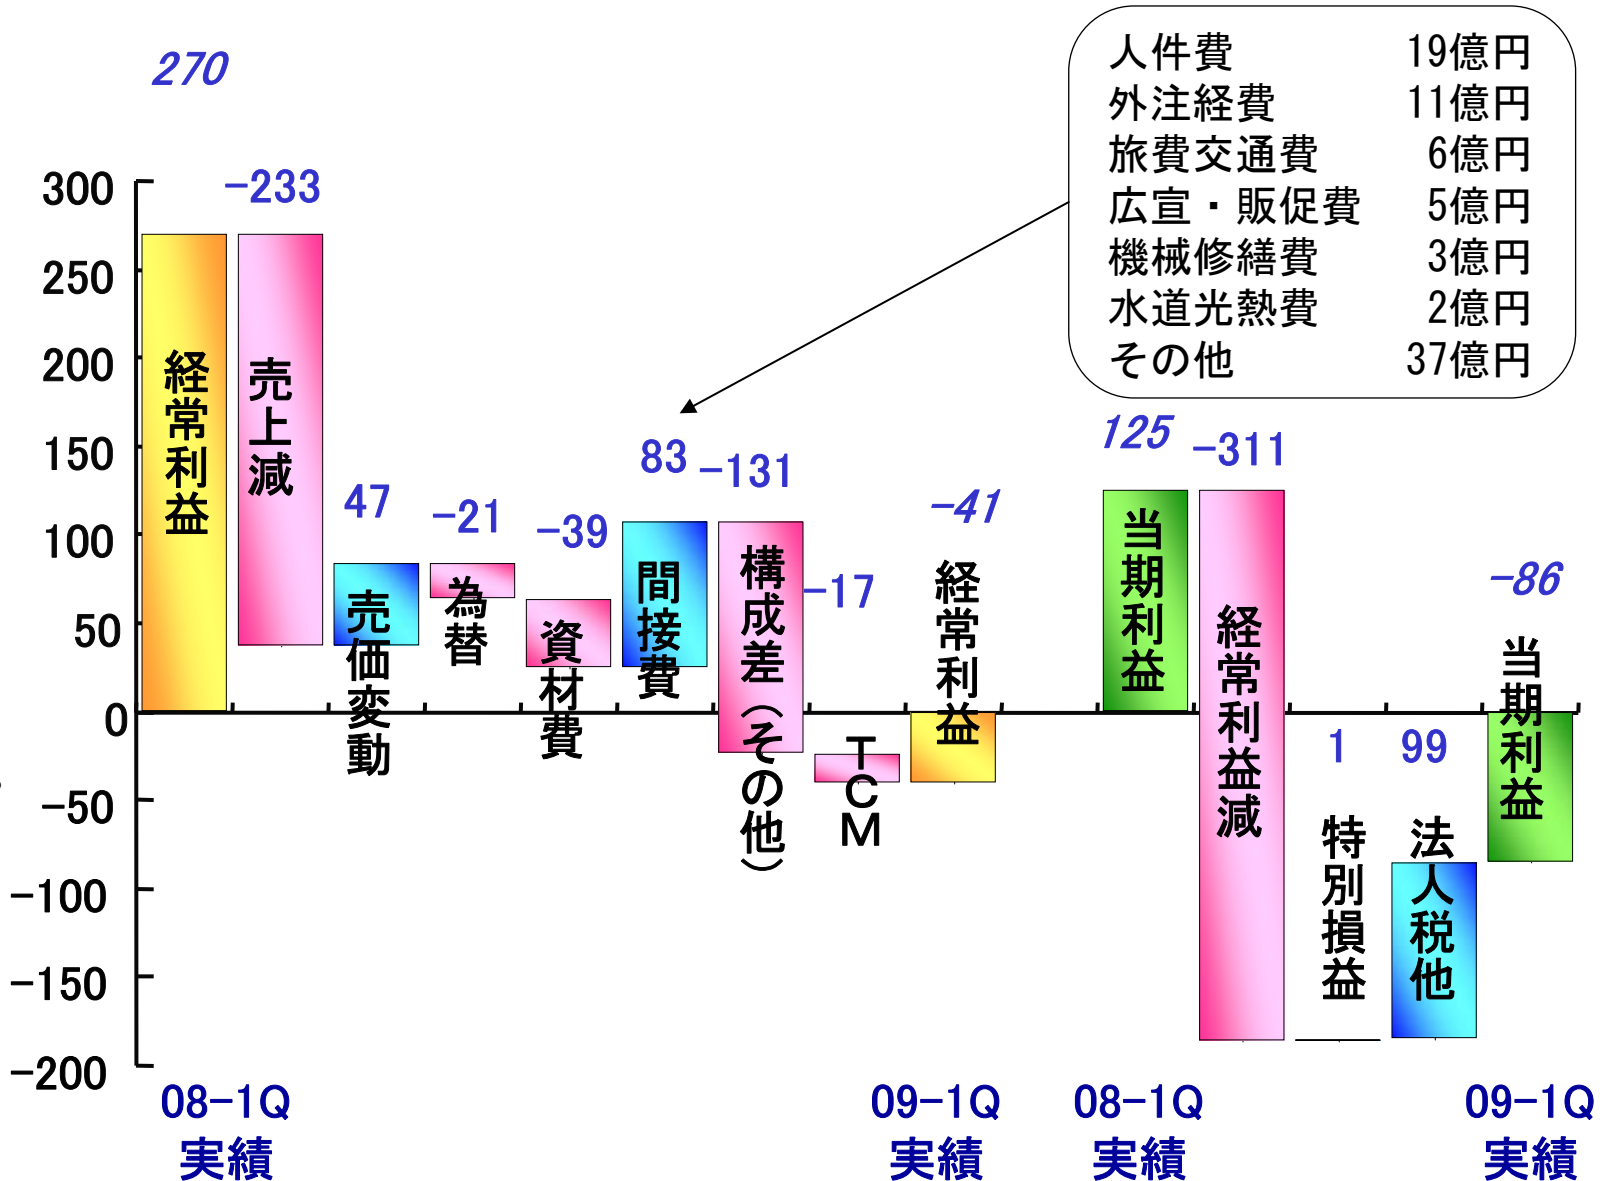 人件費 19億円
外注経費 11億円
旅費交通費 6億円
広宣・販促費 5億円
機械修繕費 3億円
水道光熱費 2億円
その他 37億円
270
-233
47
-21
-39
83
-131
-17
-41
125
-311
1
99
-86
300
250
200
150
100
50
0
-50
-100
-150
-200
経常利益
売上減
売価変動
為替
資材費
間接費
構成差（その他）
TCM
経常利益
当期利益
経常利益減
特別損益
法人税他
当期利益
08-1Q
実績
09-1Q
実績
08-1Q
実績
09-1Q
実績